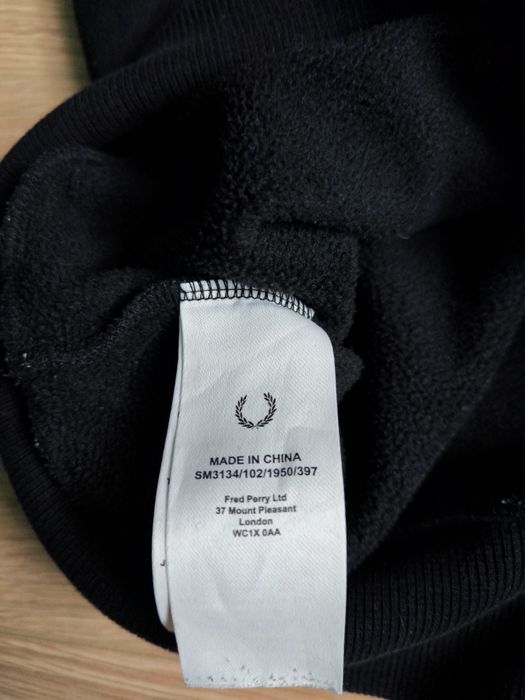 MADE IN CHINA
SM3134/102/1950/397
Fred Perry Ltd
37 Mount Pleasant
London
WC1X 0AA